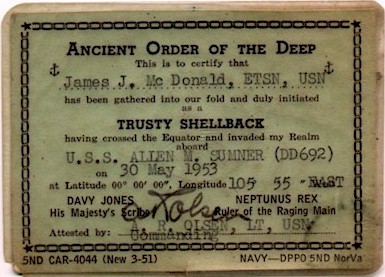 ANCIENT ORDER OF THE DEEP
This is to certify that
James J. Mc Donald, ETSN, USN
has been gathered into our fold and duly initiated
as a
TRUSTY SHELLBACK
having crossed the Equator and invaded my Realm
aboard
U.S.S. ALLEN M. SUMNER (DD692)
on 30 May 1953
at Latitude 00° 00' 00". Longitude 105 55 EAST
DAVY JONES NEPTUNUS REX
His Majesty's Scribe Ruler of the Raging Main
Attested by: R. OLSEN, LT, USN
Commanding
5ND CAR-4044 (New 3-51) NAVY—DPPO 5ND NorVa